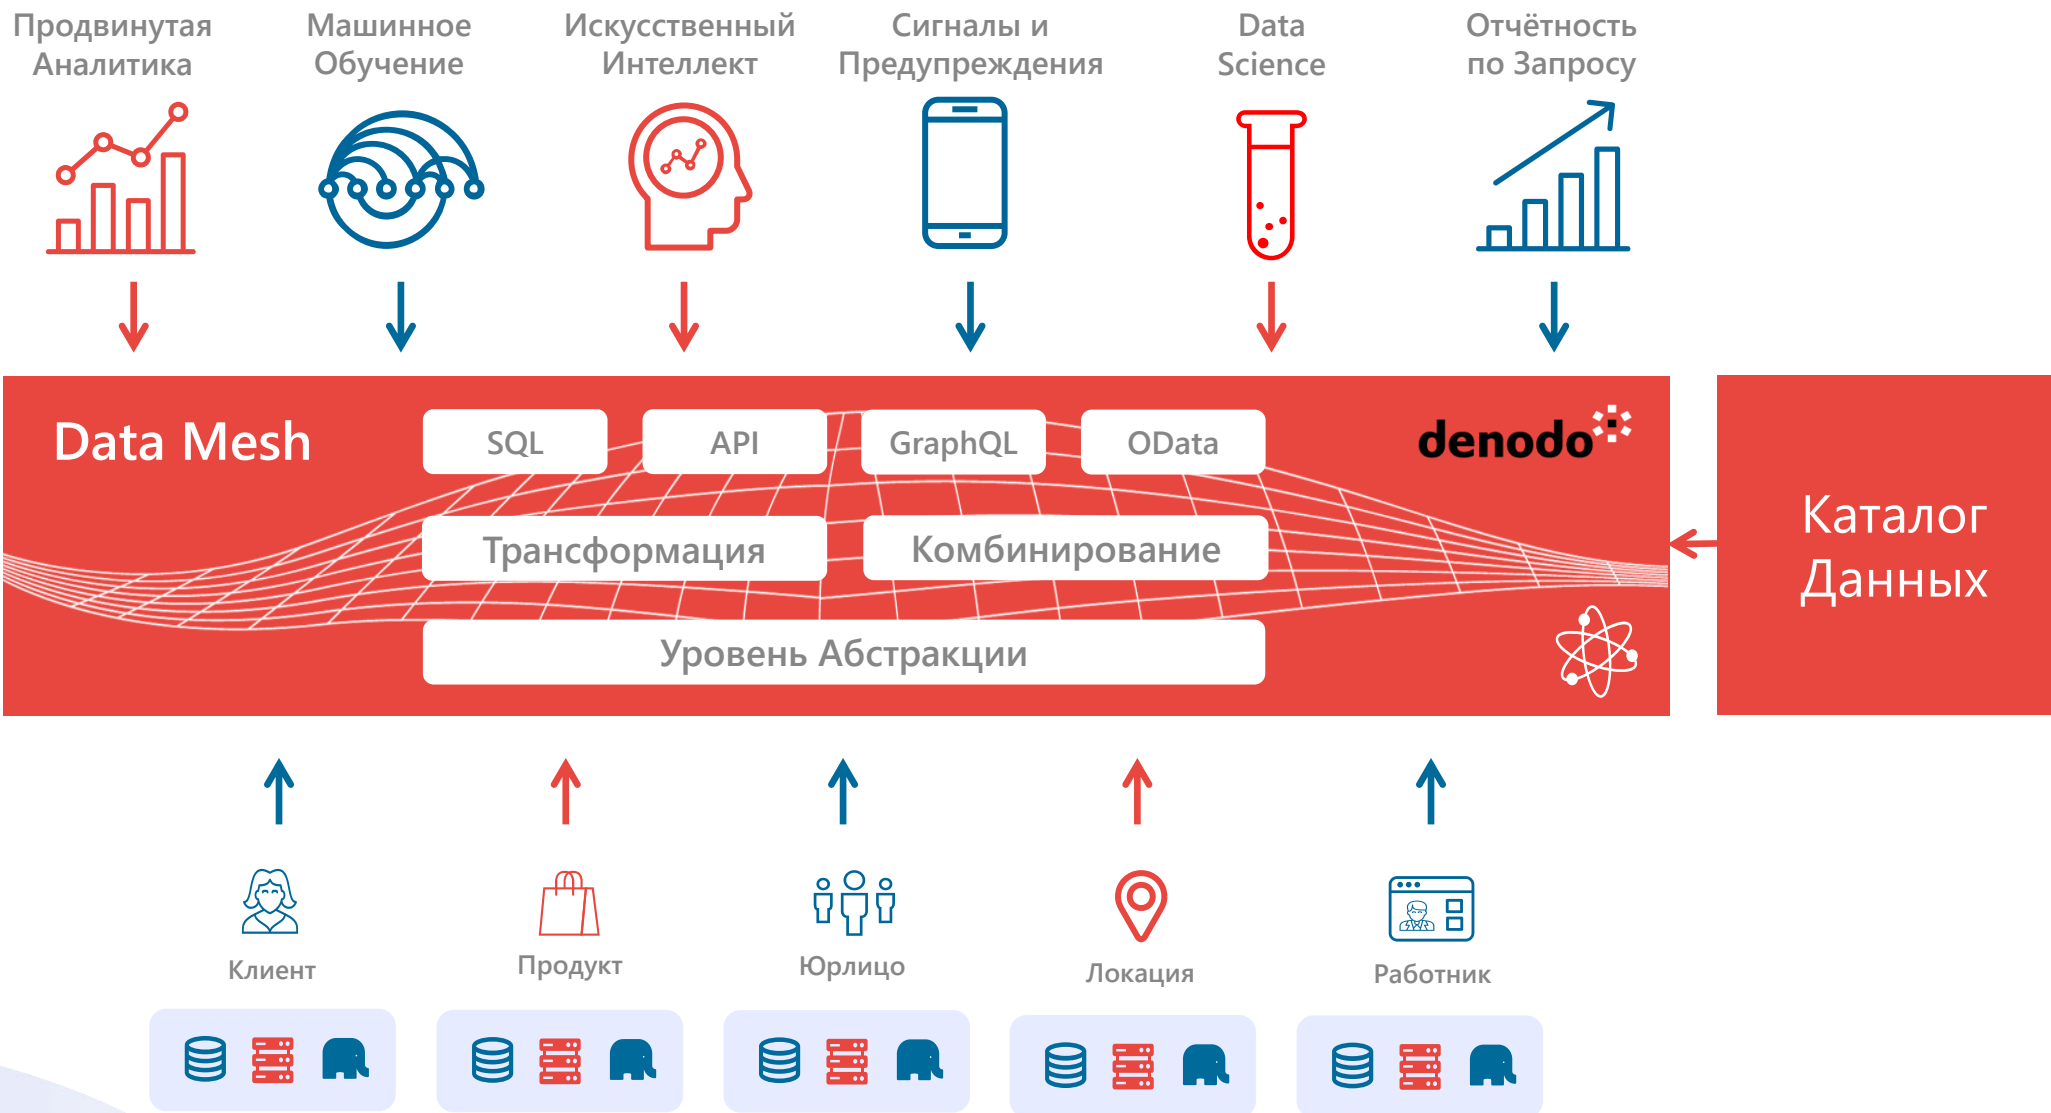 Продвинутая
Аналитика
Машинное
Обучение
Искусственный
Интеллект
Сигналы и
Предупреждения
Data
Science
Отчётность
по Запросу
Data Mesh
SQL
API
GraphQL
OData
denodo
Трансформация
Комбинирование
Уровень Абстракции
Каталог
Данных
Клиент
Продукт
Юрлицо
Локация
Работник